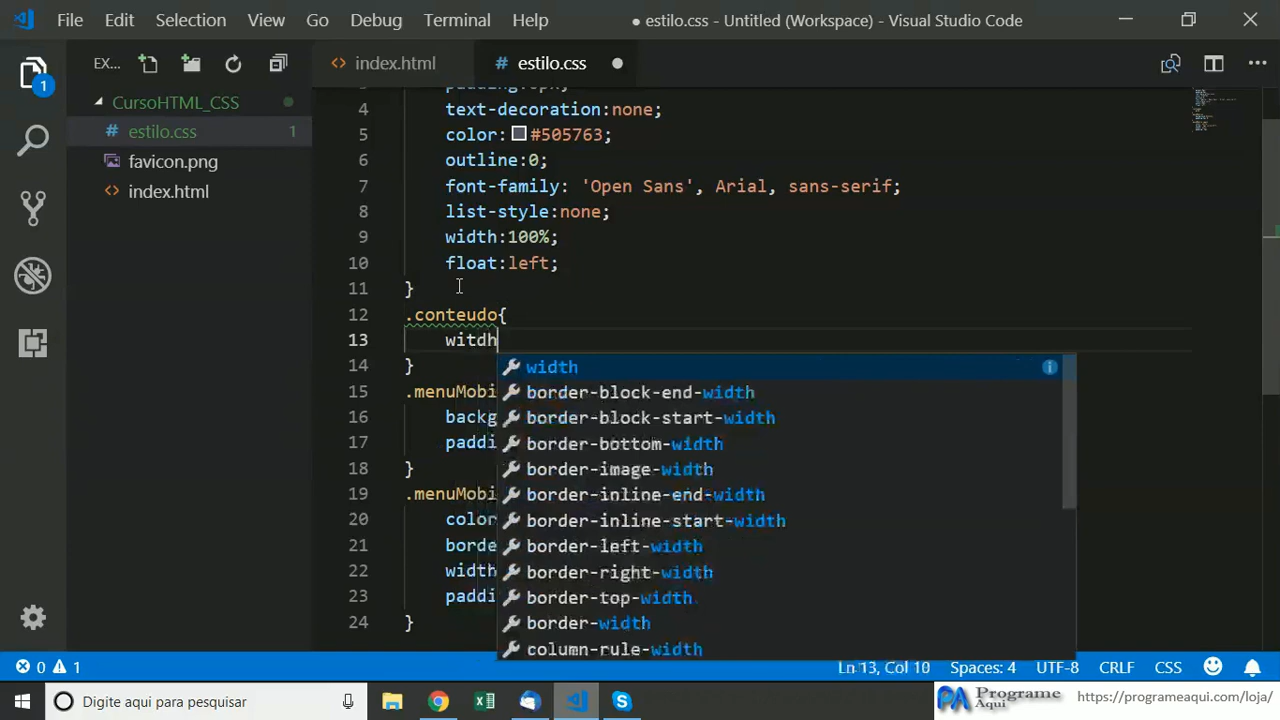 File Edit Selection View Go Debug Terminal Help
● estilo.css - Untitled (Workspace) - Visual Studio Code
EX...
index.html
estilo.css
CursoHTML_CSS
estilo.css 1
favicon.png
index.html
1
4 text-decoration:none;
5 color: #505763;
6 outline:0;
7 font-family: 'Open Sans', Arial, sans-serif;
8 list-style:none;
9 width:100%;
10 float:left;
11 }
12 .conteudo{
13 witdh
14 }
15 .menuMobi
16 backg
17 paddi
18 }
19 .menuMobi
20 color
21 borde
22 width
23 paddi
24 }
width
border-block-end-width
border-block-start-width
border-bottom-width
border-image-width
border-inline-end-width
border-inline-start-width
border-left-width
border-right-width
border-top-width
border-width
column-rule-width
0 1
Ln 13, Col 10 Spaces: 4 UTF-8 CRLF CSS
Digite aqui para pesquisar
PA Programe Aqui
https://programeaqui.com/loja/